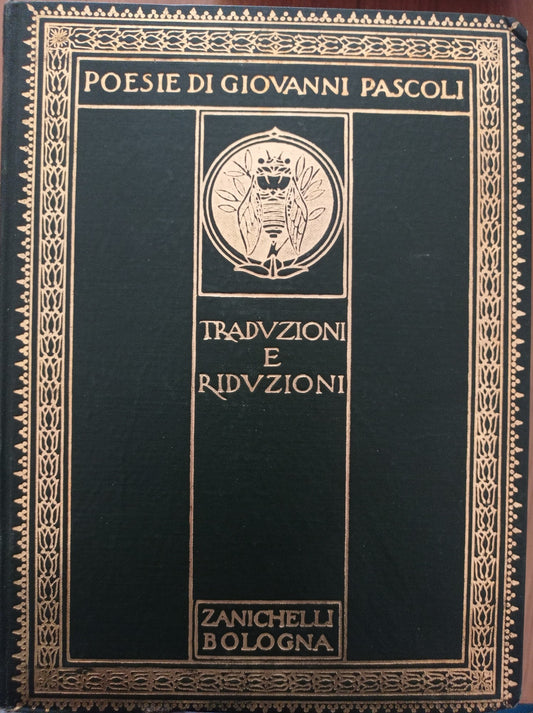 POESIE DI GIOVANNI PASCOLI
TRADVZIONI
E
RIDVZIONI
ZANICHELLI
BOLOGNA